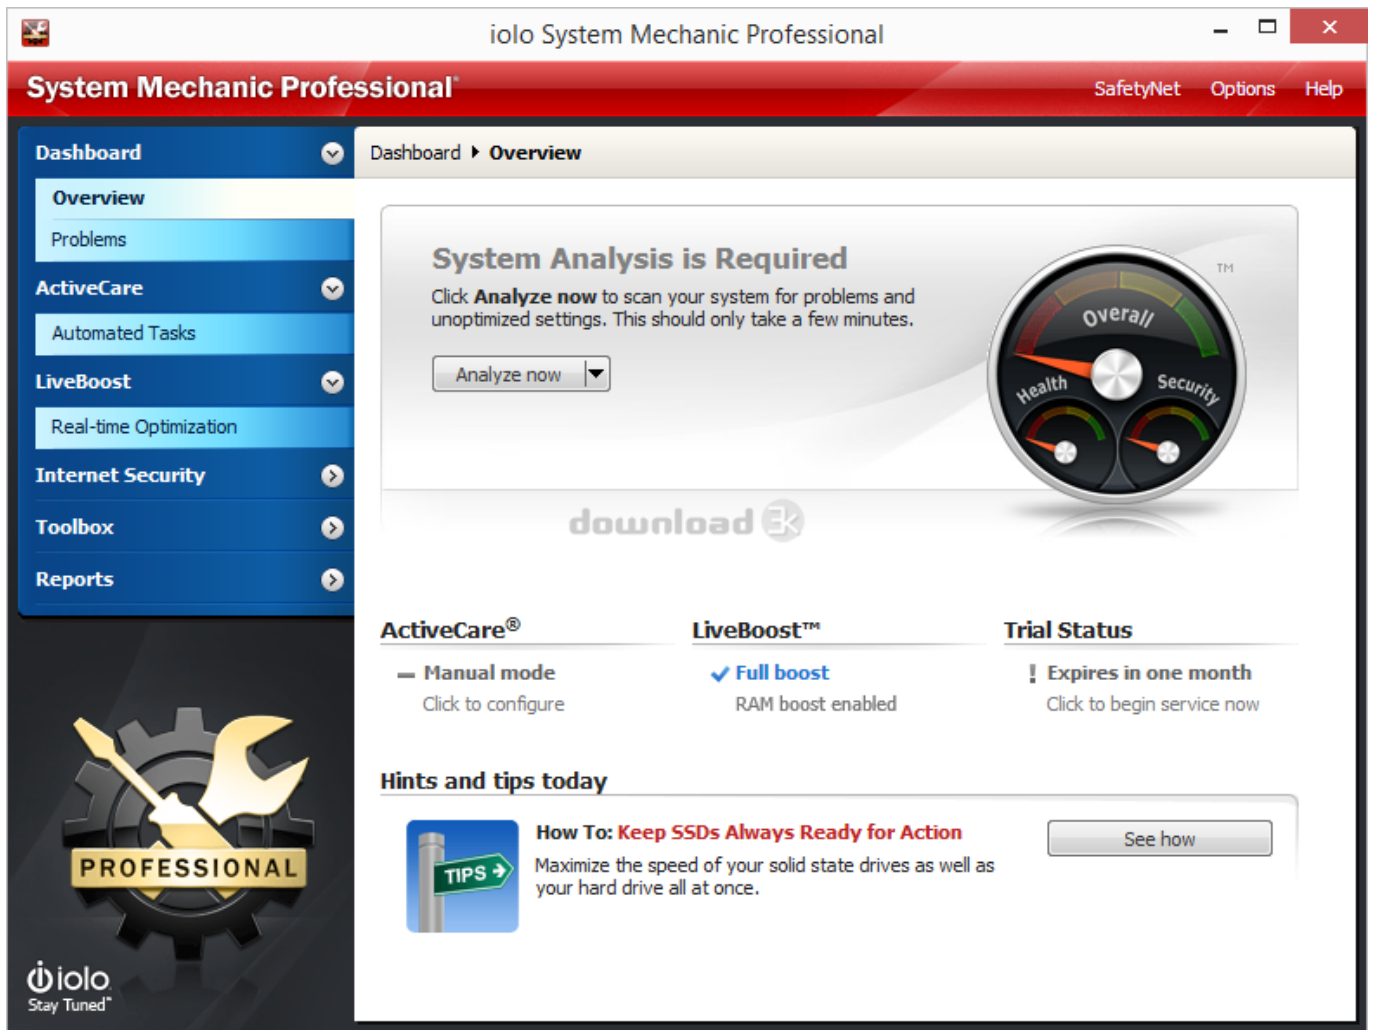 iolo System Mechanic Professional
System Mechanic Professional®
SafetyNet Options Help
Dashboard
Overview
Problems
ActiveCare
Automated Tasks
LiveBoost
Real-time Optimization
Internet Security
Toolbox
Reports
PROFESSIONAL
iolo
Stay Tuned™
Dashboard Overview
System Analysis is Required
Click Analyze now to scan your system for problems and
unoptimized settings. This should only take a few minutes.
Analyze now
Overall
Health
Security
TM
download 3k
ActiveCare®
Manual mode
Click to configure
LiveBoost™
Full boost
RAM boost enabled
Trial Status
! Expires in one month
Click to begin service now
Hints and tips today
TIPS
How To: Keep SSDs Always Ready for Action
Maximize the speed of your solid state drives as well as
your hard drive all at once.
See how